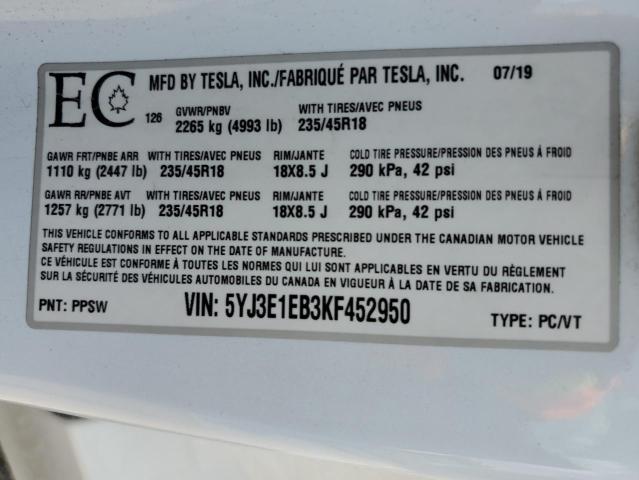 EC MFD BY TESLA, INC./FABRIQUÉ PAR TESLA, INC. 07/19
126 GVWR/PNBV WITH TIRES/AVEC PNEUS
2265 kg (4993 lb) 235/45R18
GAWR FRT/PNBE ARR WITH TIRES/AVEC PNEUS RIM/JANTE COLD TIRE PRESSURE/PRESSION DES PNEUS À FROID
1110 kg (2447 lb) 235/45R18 18X8.5 J 290 kPa, 42 psi
GAWR RR/PNBE AVT WITH TIRES/AVEC PNEUS RIM/JANTE COLD TIRE PRESSURE/PRESSION DES PNEUS À FROID
1257 kg (2771 lb) 235/45R18 18X8.5 J 290 kPa, 42 psi
THIS VEHICLE CONFORMS TO ALL APPLICABLE STANDARDS PRESCRIBED UNDER THE CANADIAN MOTOR VEHICLE
SAFETY REGULATIONS IN EFFECT ON THE DATE OF MANUFACTURE.
CE VÉHICULE EST CONFORME À TOUTES LES NORMES QUI LUI SONT APPLICABLES EN VERTU DU RÈGLEMENT
SUR LA SÉCURITÉ DES VÉHICULES AUTOMOBILES DU CANADA EN VIGUEUR À LA DATE DE SA FABRICATION.
PNT: PPSW VIN: 5YJ3E1EB3KF452950 TYPE: PC/VT